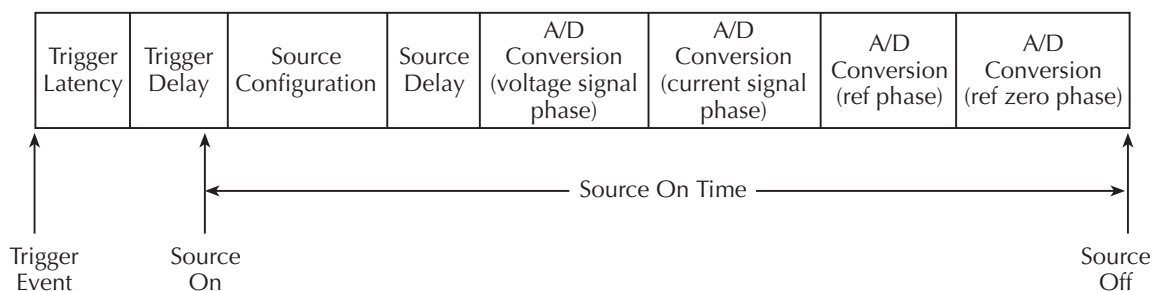 Trigger
Latency
Trigger
Delay
Source
Configuration
Source
Delay
A/D
Conversion
(voltage signal
phase)
A/D
Conversion
(current signal
phase)
A/D
Conversion
(ref phase)
A/D
Conversion
(ref zero phase)
Source On Time
Trigger
Event
Source
On
Source
Off